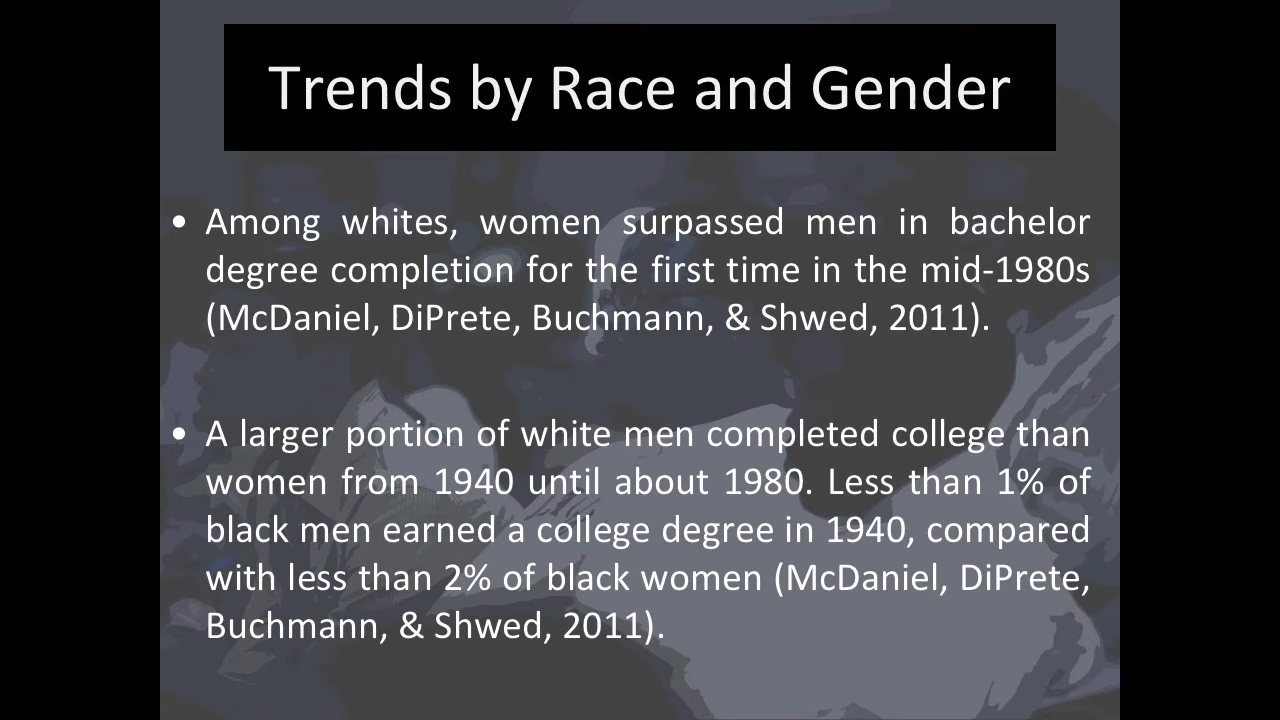 Trends by Race and Gender
• Among whites, women surpassed men in bachelor
degree completion for the first time in the mid-1980s
(McDaniel, DiPrete, Buchmann, & Shwed, 2011).
• A larger portion of white men completed college than
women from 1940 until about 1980. Less than 1% of
black men earned a college degree in 1940, compared
with less than 2% of black women (McDaniel, DiPrete,
Buchmann, & Shwed, 2011).